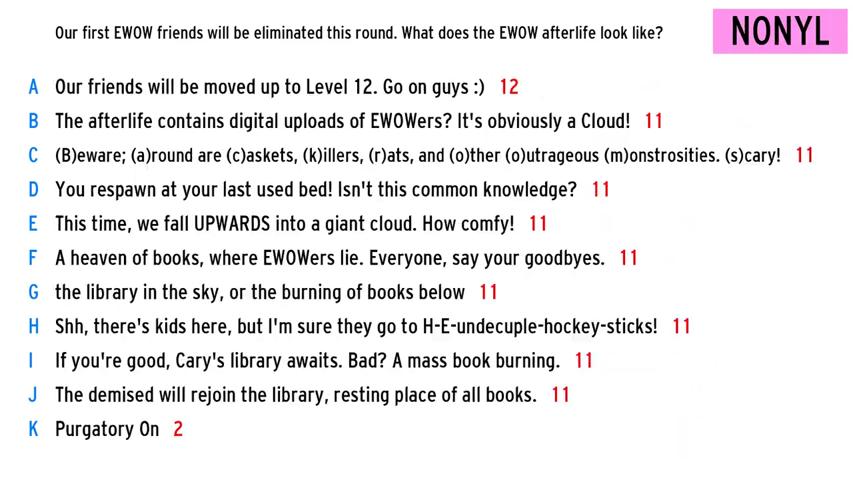 Our first EWOW friends will be eliminated this round. What does the EWOW afterlife look like?
NONYL
A Our friends will be moved up to Level 12. Go on guys :) 12
B The afterlife contains digital uploads of EWOWers? It's obviously a Cloud! 11
C (B)eware; (a)round are (c)askets, (k)illers, (r)ats, and (o)ther (o)utrageous (m)onstrosities. (s)cary! 11
D You respawn at your last used bed! Isn't this common knowledge? 11
E This time, we fall UPWARDS into a giant cloud. How comfy! 11
F A heaven of books, where EWOWers lie. Everyone, say your goodbyes. 11
G the library in the sky, or the burning of books below 11
H Shh, there's kids here, but I'm sure they go to H-E-undecuple-hockey-sticks! 11
I If you're good, Cary's library awaits. Bad? A mass book burning. 11
J The demised will rejoin the library, resting place of all books. 11
K Purgatory On 2